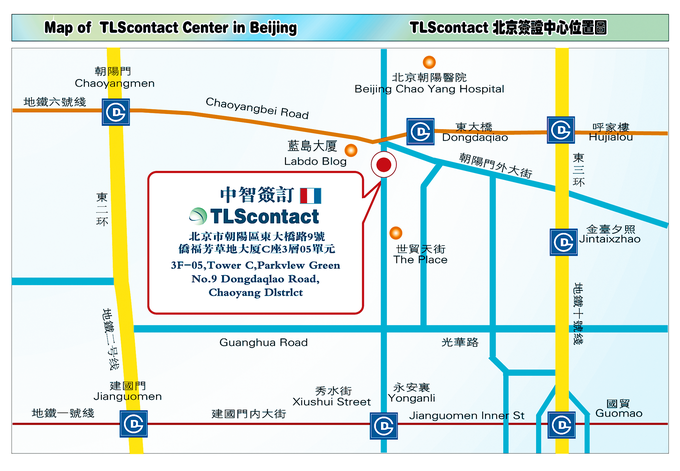 Map of TLScontact Center in Beijing
TLScontact 北京簽證中心位置圖
朝陽門
Chaoyangmen
北京朝陽醫院
Beijing Chao Yang Hospital
地鐵六號綫
Chaoyangbei Road
東大橋
Dongdaqiao
呼家樓
Hujialou
藍島大厦
Labdo Blog
朝陽門外大街
東三环
東二环
中智簽訂
TLScontact
北京市朝陽區東大橋路9號
僑福芳草地大厦C座3層05單元
3F-05,Tower C,Parkvlew Green
No.9 Dongdaqlao Road,
Chaoyang Dlstrlct
金臺夕照
Jintaixzhao
世貿天街
The Place
地鐵二号线
地鐵十號綫
Guanghua Road
光華路
建國門
Jianguomen
秀水街
Xiushui Street
永安裏
Yonganli
國貿
Guomao
地鐵一號綫
建國門内大街
Jianguomen Inner St